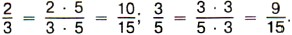 2/3 = 2 · 5 / 3 · 5 = 10/15; 3/5 = 3 · 3 / 5 · 3 = 9/15.